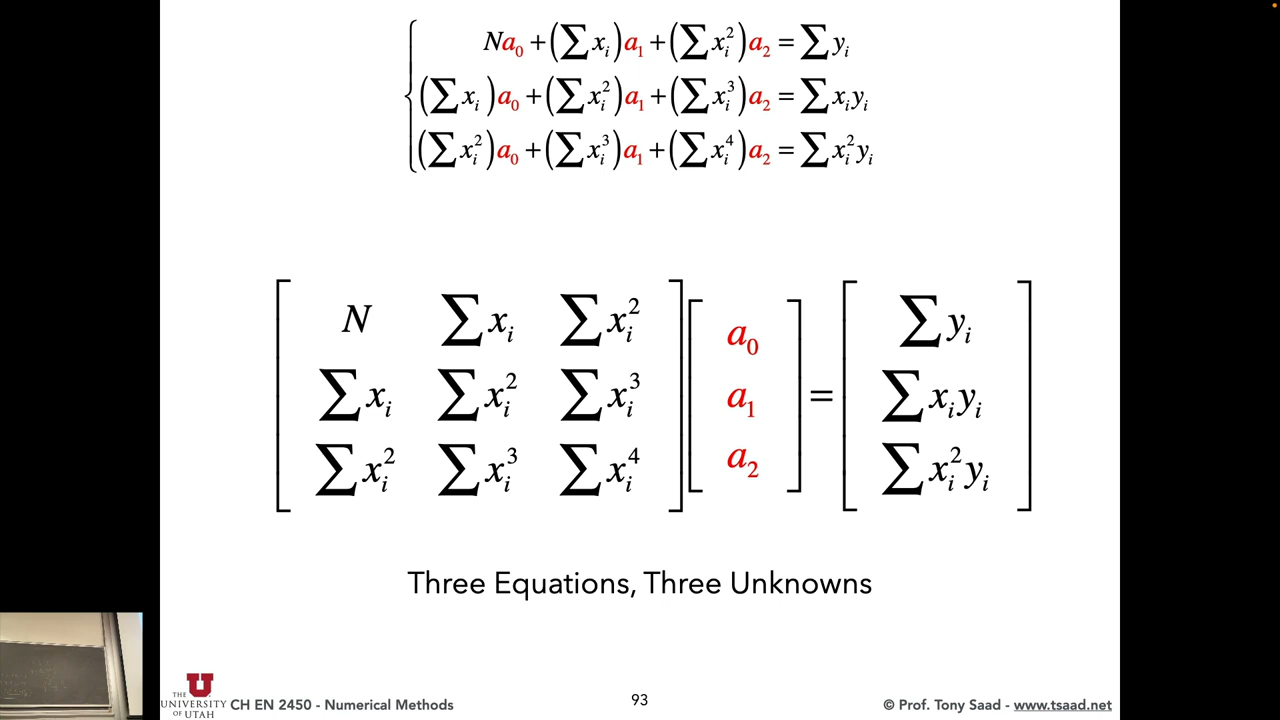 Na₀ + (∑xᵢ)a₁ + (∑xᵢ²)a₂ = ∑yᵢ
(∑xᵢ)a₀ + (∑xᵢ²)a₁ + (∑xᵢ³)a₂ = ∑xᵢyᵢ
(∑xᵢ²)a₀ + (∑xᵢ³)a₁ + (∑xᵢ⁴)a₂ = ∑xᵢ²yᵢ
[ N ∑xᵢ ∑xᵢ² ] [ a₀ ] [ ∑yᵢ ]
[ ∑xᵢ ∑xᵢ² ∑xᵢ³ ] [ a₁ ] = [ ∑xᵢyᵢ ]
[ ∑xᵢ² ∑xᵢ³ ∑xᵢ⁴ ] [ a₂ ] [ ∑xᵢ²yᵢ ]
Three Equations, Three Unknowns
THE U
UNIVERSITY
OF UTAH
CH EN 2450 - Numerical Methods
93
© Prof. Tony Saad - www.tsaad.net